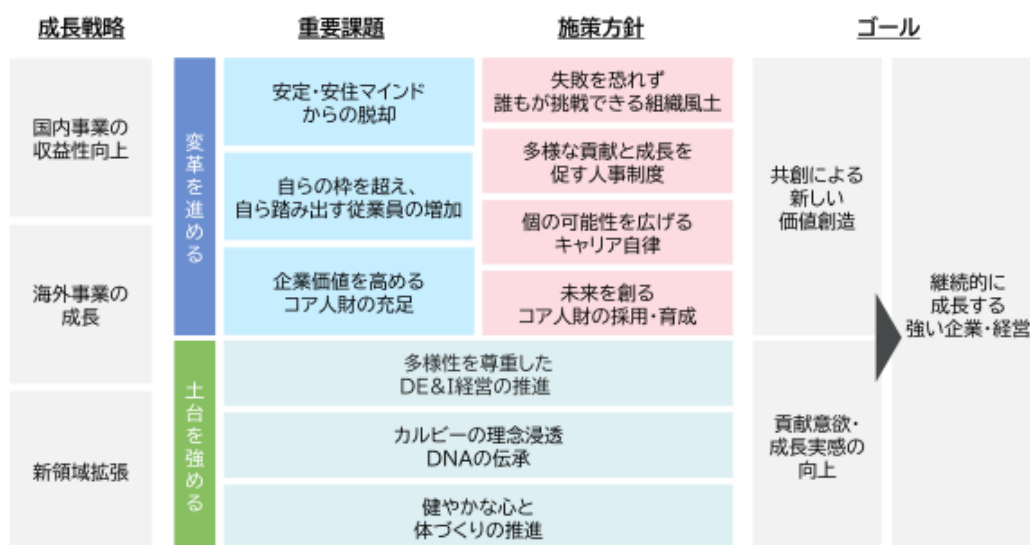 成長戦略
重要課題
施策方針
ゴール
国内事業の
収益性向上
海外事業の
成長
新領域拡張
変革を進める
安定・安住マインド
からの脱却
自らの枠を超え、
自ら踏み出す従業員の増加
企業価値を高める
コア人財の充足
失敗を恐れず
誰もが挑戦できる組織風土
多様な貢献と成長を
促す人事制度
個の可能性を広げる
キャリア自律
未来を創る
コア人財の採用・育成
土台を強める
多様性を尊重した
DE&I経営の推進
カルビーの理念浸透
DNAの伝承
健やかな心と
体づくりの推進
共創による
新しい
価値創造
貢献意欲・
成長実感の
向上
継続的に
成長する
強い企業・経営